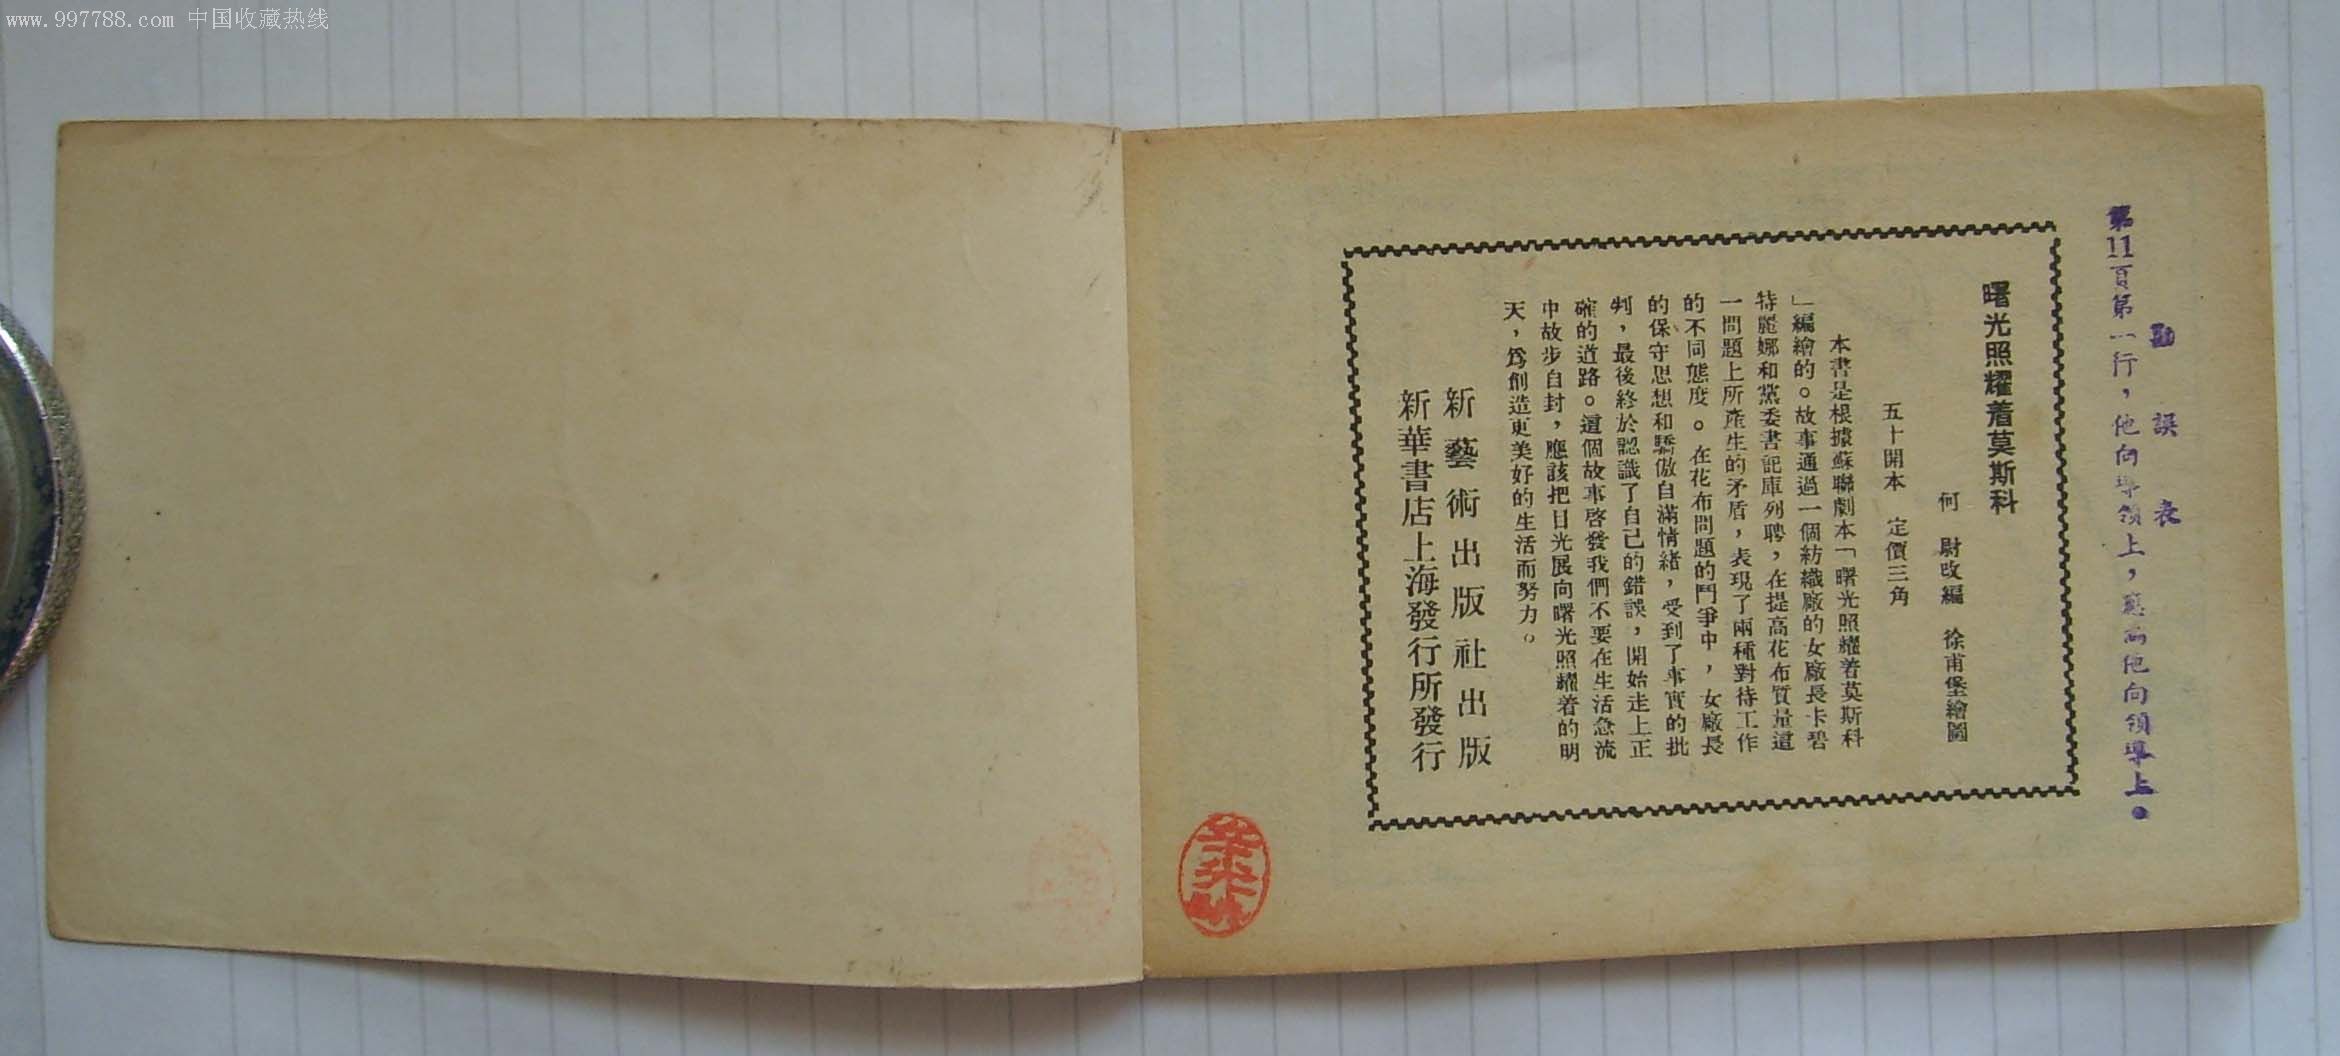 www.997788.com 中国收藏热线
勘誤表
第11頁第一行，他向導領上，應為他向領導上。
曙光照耀着莫斯科
何　尉改編　徐甫堡繪圖
五十開本　定價三角
本書是根據蘇聯劇本「曙光照耀着莫斯科
」編繪的。故事通過一個紡織廠的女廠長卡碧
特麗娜和黨委書記庫列聘，在提高花布質量這
一問題上所產生的矛盾，表現了兩種對待工作
的不同態度。在花布問題的鬥爭中，女廠長
的保守思想和驕傲自滿情緒，受到了事實的批
判，最後終於認識了自己的錯誤，開始走上正
確的道路。這個故事啓發我們不要在生活急流
中故步自封，應該把目光展向曙光照耀着的明
天，爲創造更美好的生活而努力。
新藝術出版社出版
新華書店上海發行所發行